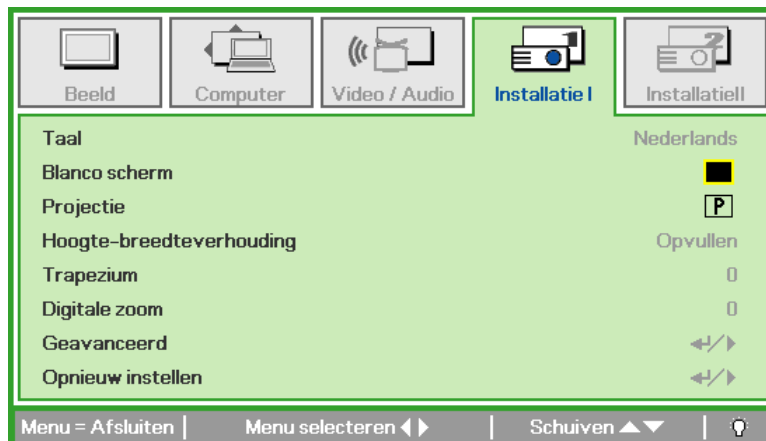 Beeld Computer Video / Audio Installatie I InstallatieII
Taal Nederlands
Blanco scherm
Projectie P
Hoogte-breedteverhouding Opvullen
Trapezium 0
Digitale zoom 0
Geavanceerd
Opnieuw instellen
Menu = Afsluiten | Menu selecteren | Schuiven |